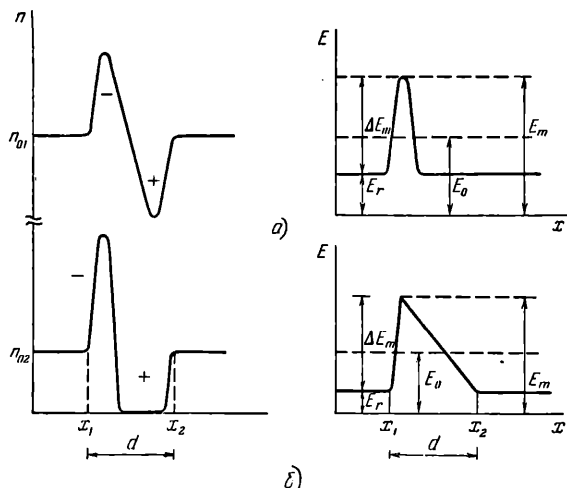 n
n₀₁
−
+
E
ΔEₘ
Eᵣ
E₀
Eₘ
x
а)
n₀₂
−
+
x₁
x₂
d
E
ΔEₘ
Eᵣ
E₀
Eₘ
x₁
x₂
x
d
б)